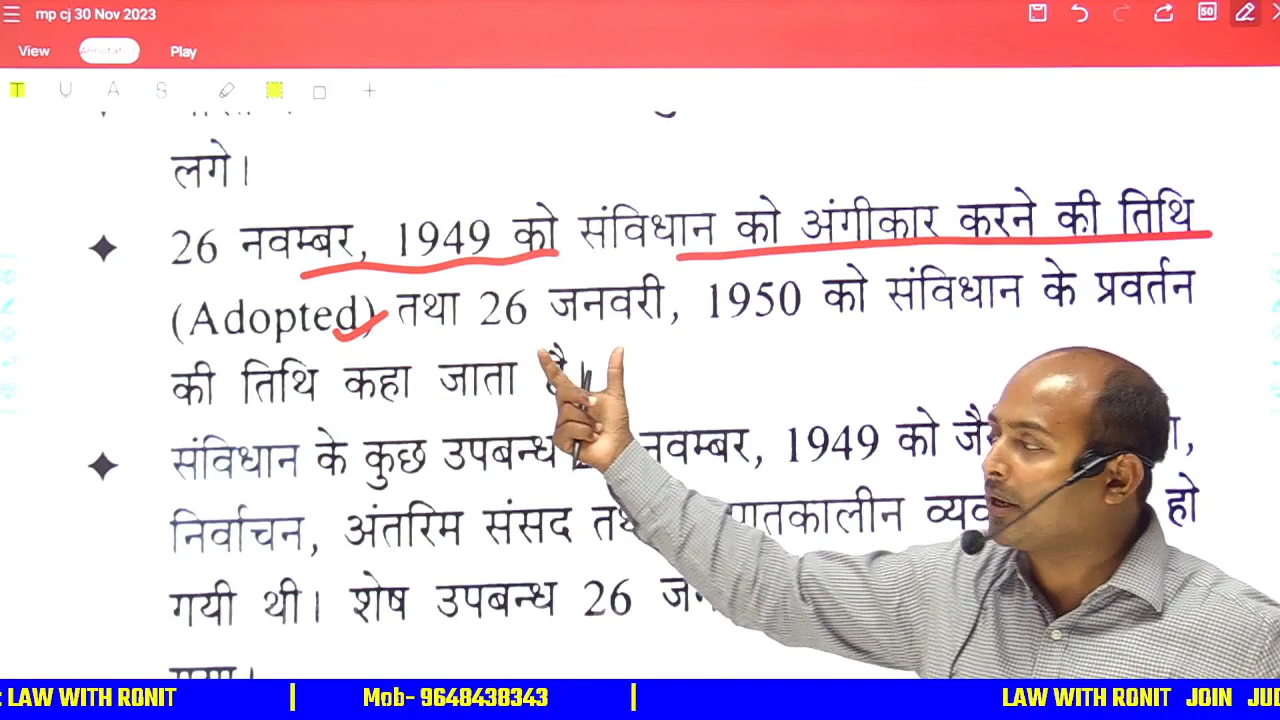 mp cj 30 Nov 2023
50
View Annotat Play
T U A S
लगे।
26 नवम्बर, 1949 को संविधान को अंगीकार करने की तिथि
(Adopted) तथा 26 जनवरी, 1950 को संविधान के प्रवर्तन
की तिथि कहा जाता है।
संविधान के कुछ उपबन्ध नवम्बर, 1949 को
निर्वाचन, अंतरिम संसद हो
गयी थी। शेष उपबन्ध 26
LAW WITH RONIT | Mob- 9648438343 | LAW WITH RONIT JOIN